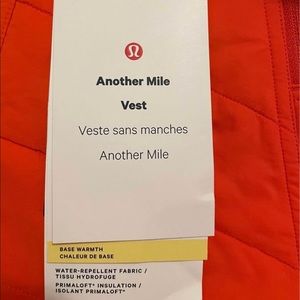 Another Mile
Vest
Veste sans manches
Another Mile
BASE WARMTH
CHALEUR DE BASE
WATER-REPELLENT FABRIC /
TISSU HYDROFUGE
PRIMALOFT® INSULATION /
ISOLANT PRIMALOFT®